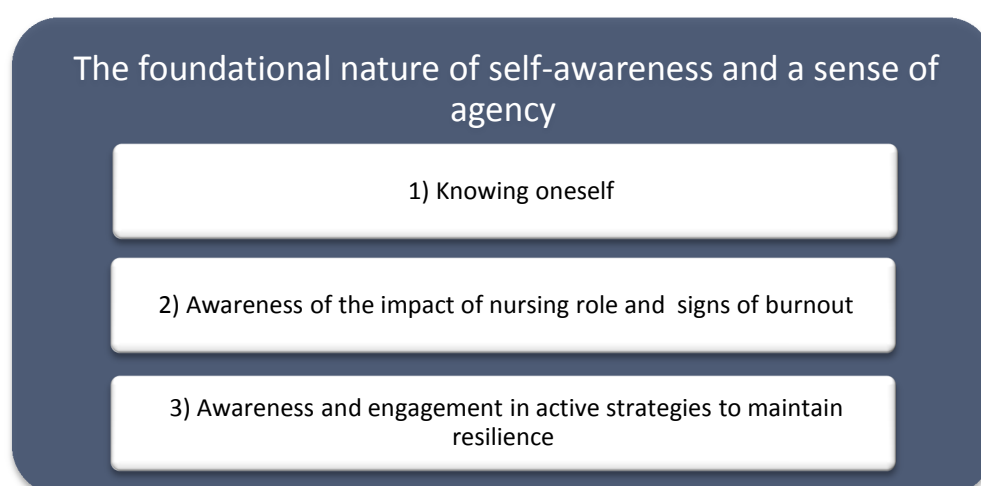 The foundational nature of self-awareness and a sense of
agency
1) Knowing oneself
2) Awareness of the impact of nursing role and  signs of burnout
3) Awareness and engagement in active strategies to maintain
resilience